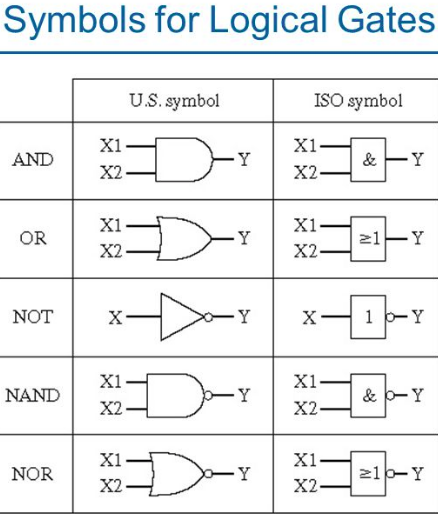 Symbols for Logical Gates
U.S. symbol ISO symbol
AND X1 X2 Y X1 X2 & Y
OR X1 X2 Y X1 X2 ≥1 Y
NOT X Y X 1 Y
NAND X1 X2 Y X1 X2 & Y
NOR X1 X2 Y X1 X2 ≥1 Y